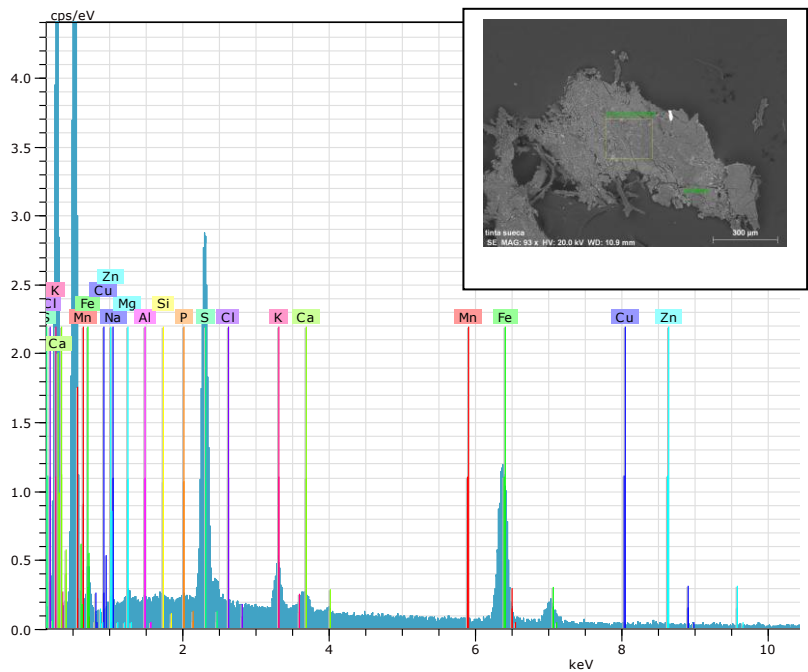 cps/eV
4.0
3.5
3.0
2.5
2.0
1.5
1.0
0.5
0.0
Zn
K Cu
Cl Fe Mg Si
S Mn Na Al P S Cl K Ca Mn Fe Cu Zn
Ca
2 4 6 8 10
keV
tinta sueca
SE MAG: 93 x HV: 20.0 kV WD: 10.9 mm
300 µm